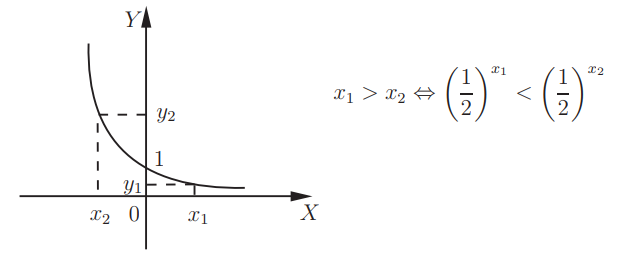 Y
y₂
1
y₁
x₂ 0 x₁ X
x₁ > x₂ ⇔ (1/2)^x₁ < (1/2)^x₂